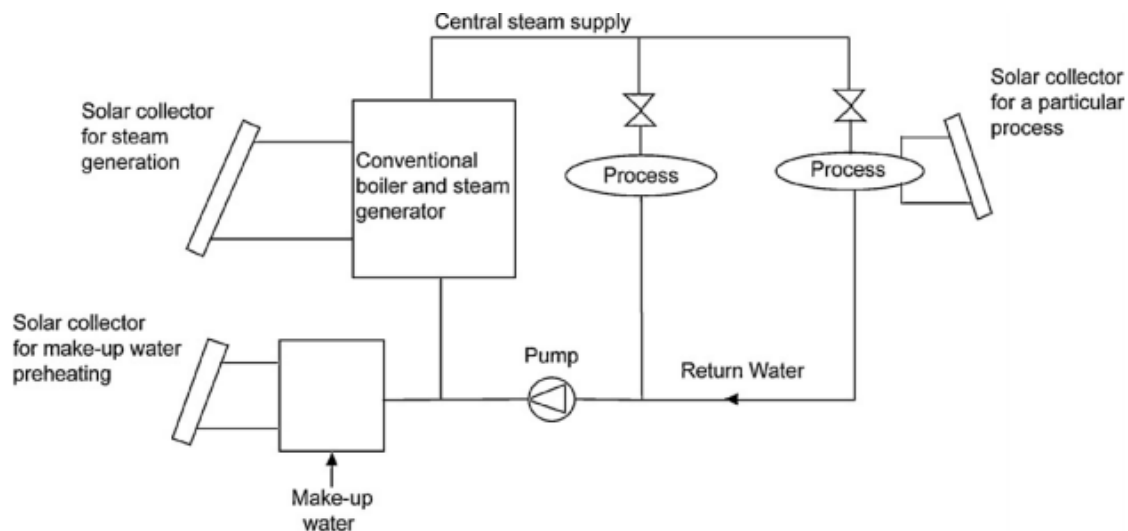 Central steam supply
Solar collector
for steam
generation
Solar collector
for a particular
process
Conventional
boiler and steam
generator
Process
Process
Solar collector
for make-up water
preheating
Pump
Return Water
Make-up
water